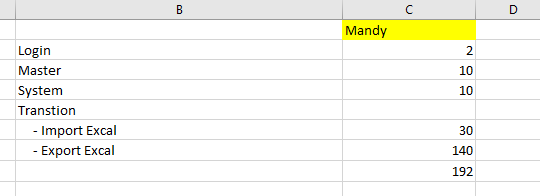 B C D
Mandy
Login 2
Master 10
System 10
Transtion
- Import Excal 30
- Export Excal 140
192